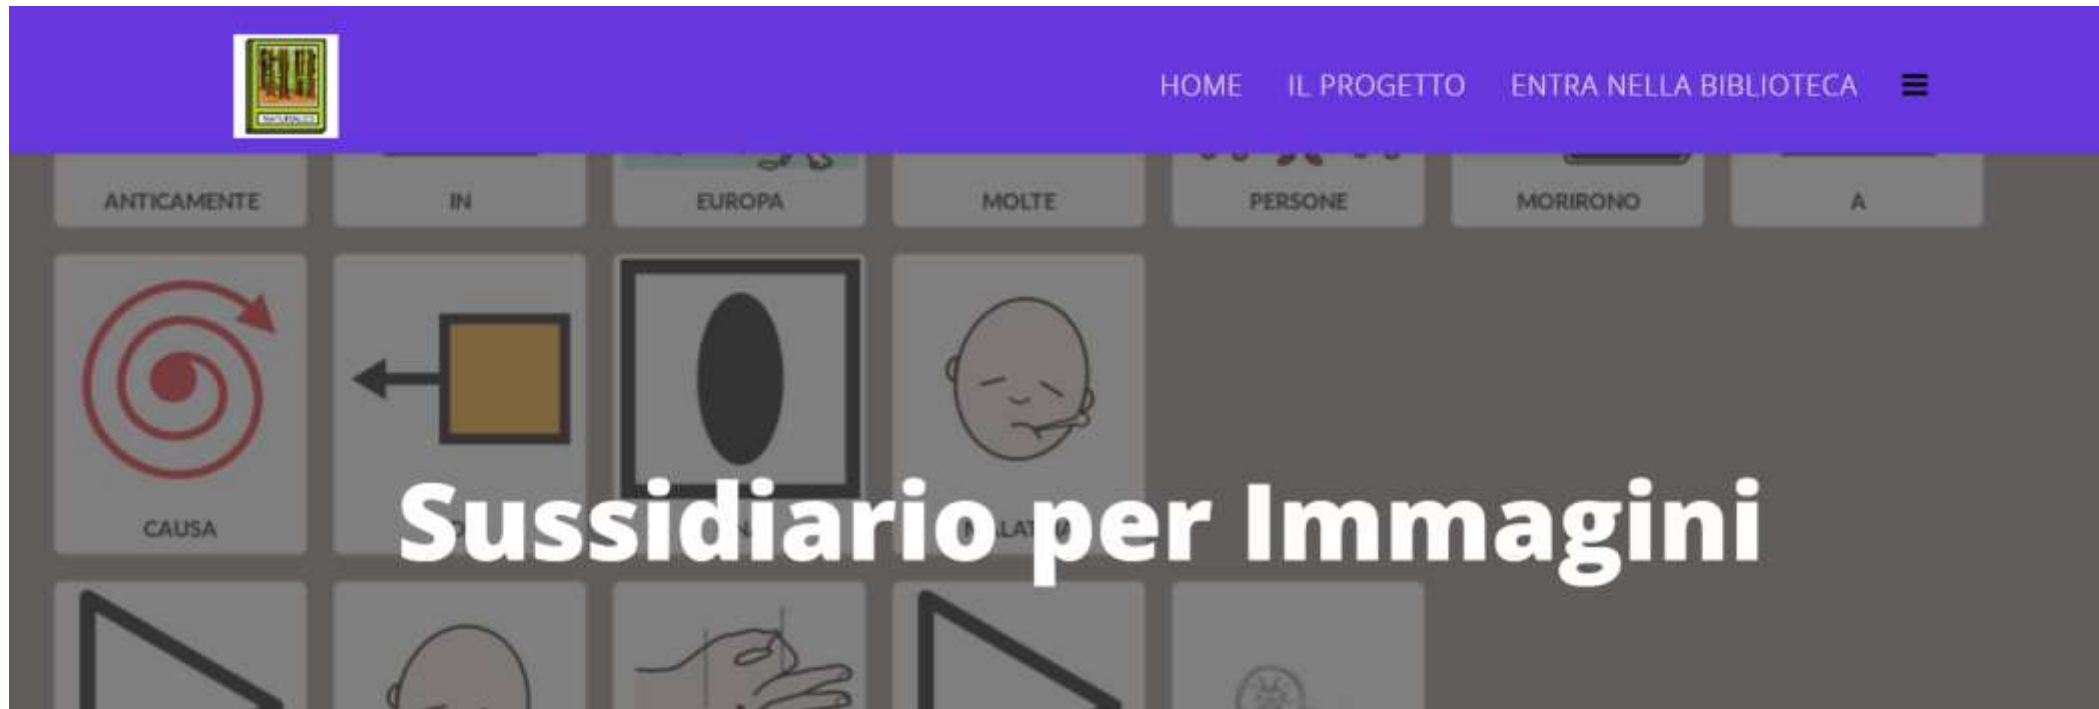 HOME IL PROGETTO ENTRA NELLA BIBLIOTECA
ANTICAMENTE IN EUROPA MOLTE PERSONE MORIRONO A
CAUSA
Sussidiario per Immagini